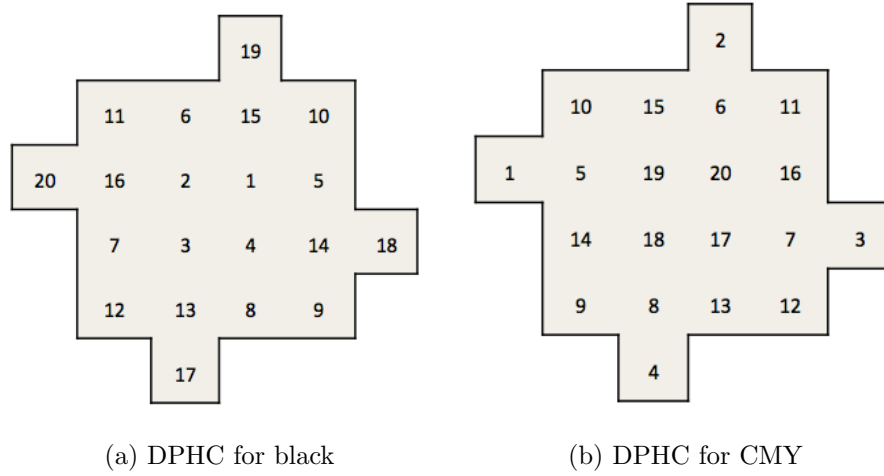 19
11 6 15 10
20 16 2 1 5
7 3 4 14 18
12 13 8 9
17
(a) DPHC for black
2
10 15 6 11
1 5 19 20 16
14 18 17 7 3
9 8 13 12
4
(b) DPHC for CMY